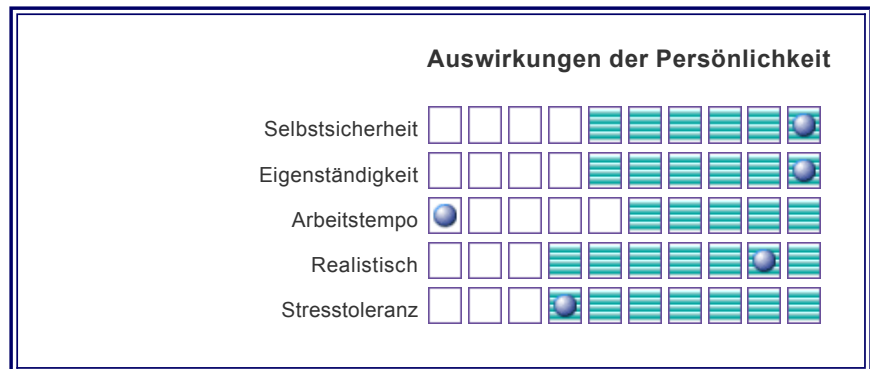 Auswirkungen der Persönlichkeit
Selbstsicherheit
Eigenständigkeit
Arbeitstempo
Realistisch
Stresstoleranz